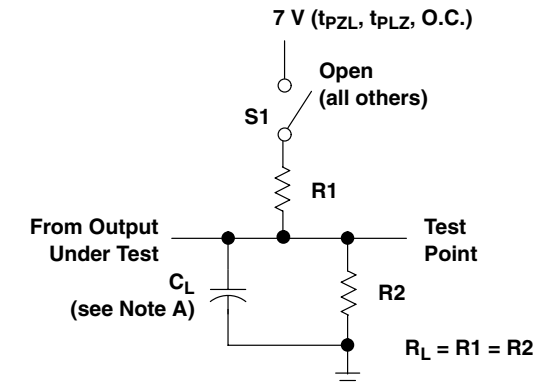 7 V (tPZL, tPLZ, O.C.)
Open
(all others)
S1
R1
From Output
Under Test
Test
Point
CL
(see Note A)
R2
RL = R1 = R2